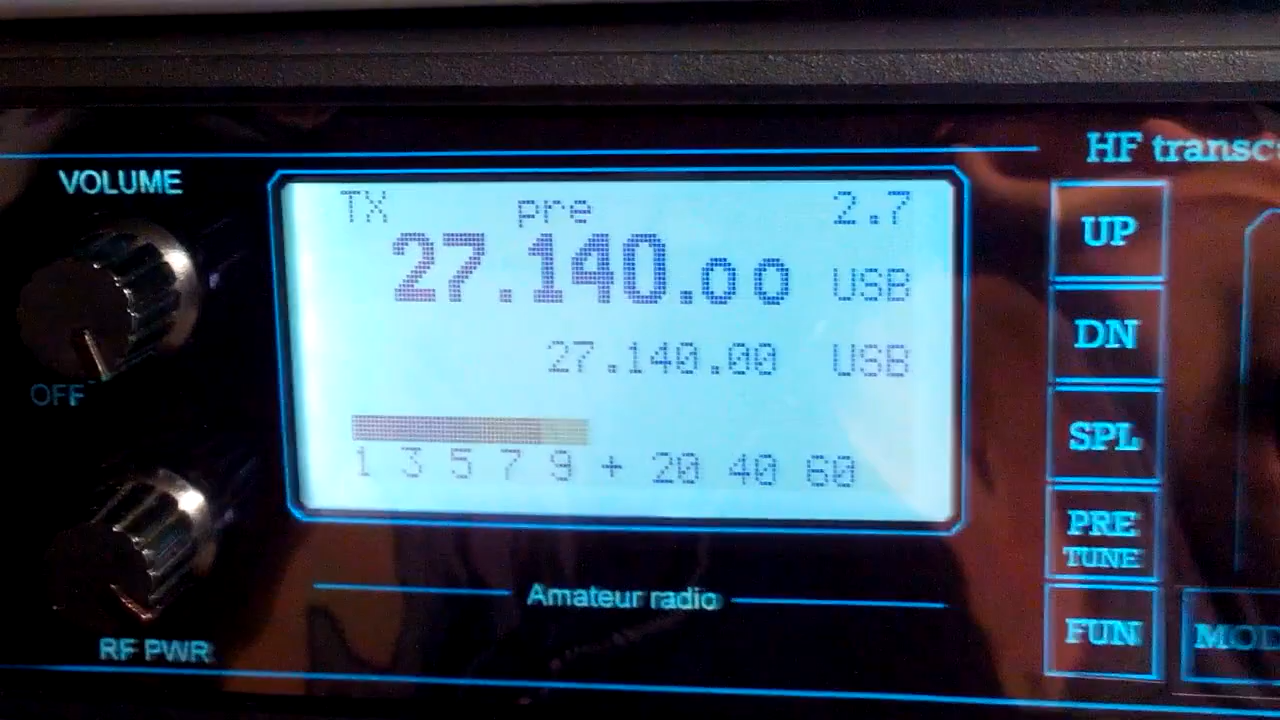 HF transc
VOLUME
OFF
RF PWR
TX pre 2.7
27.140.00 USB
27.140.00 USB
1 3 5 7 9 + 20 40 60
Amateur radio
UP
DN
SPL
PRE
TUNE
FUN
MOD